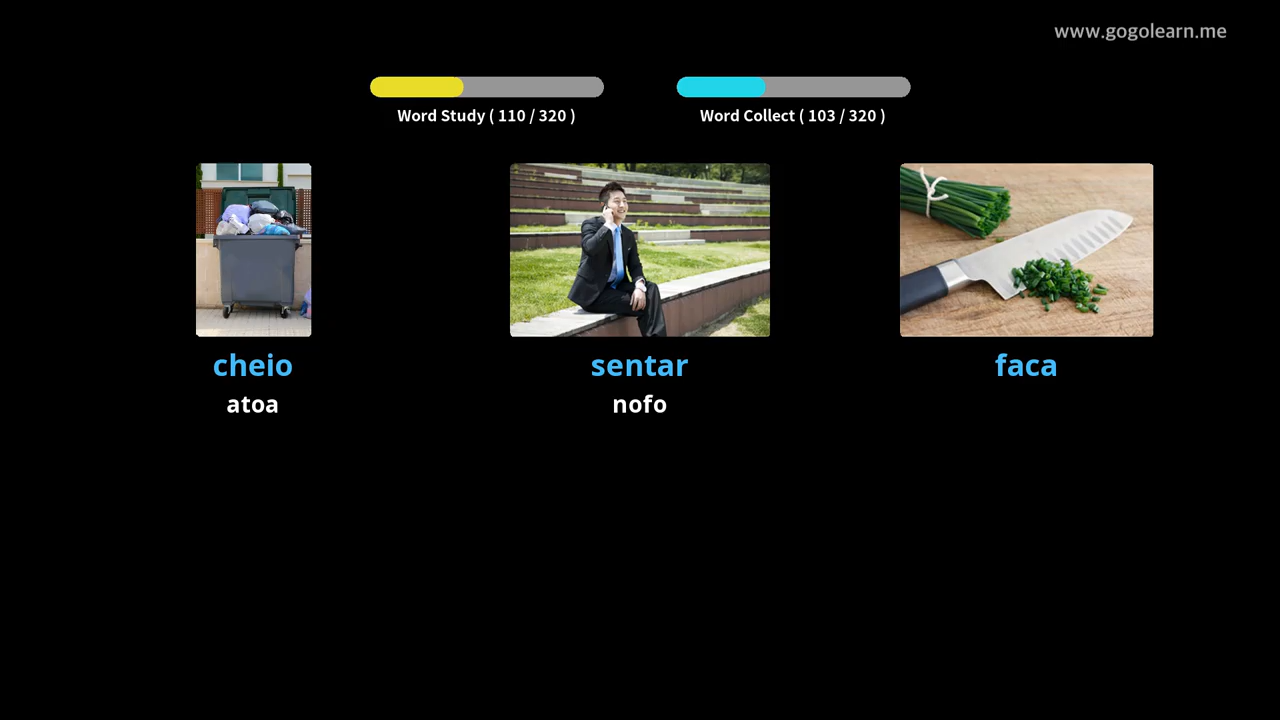 www.gogolearn.me
Word Study ( 110 / 320 )
Word Collect ( 103 / 320 )
cheio
atoa
sentar
nofo
faca